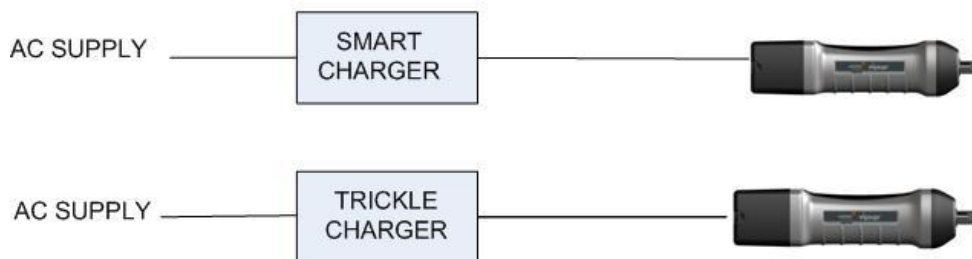 AC SUPPLY
SMART
CHARGER
AC SUPPLY
TRICKLE
CHARGER